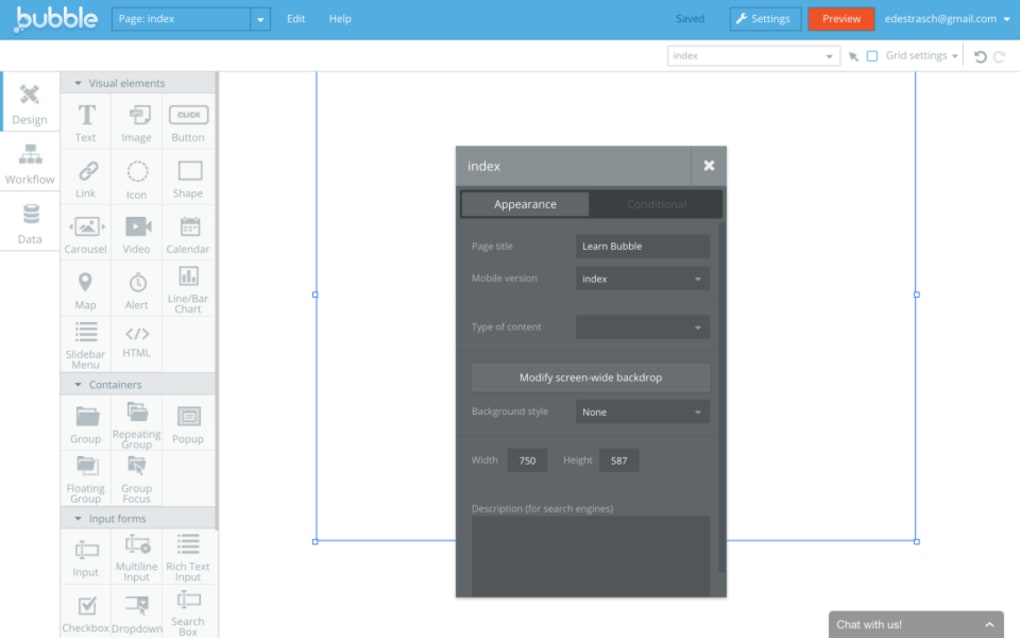 bubble
Page: index
Edit
Help
Saved
Settings
Preview
edestrasch@gmail.com
index
Grid settings
Design
Workflow
Data
Visual elements
Text
Image
CLICK
Button
Link
Icon
Shape
Carousel
Video
Calendar
Map
Alert
Line/Bar
Chart
Slidebar
Menu
HTML
Containers
Group
Repeating
Group
Popup
Floating
Group
Group
Focus
Input forms
Input
Multiline
Input
Rich Text
Input
Checkbox
Dropdown
Search
Box
index
Appearance
Conditional
Page title
Learn Bubble
Mobile version
index
Type of content
Modify screen-wide backdrop
Background style
None
Width
750
Height
587
Description (for search engines)
Chat with us!